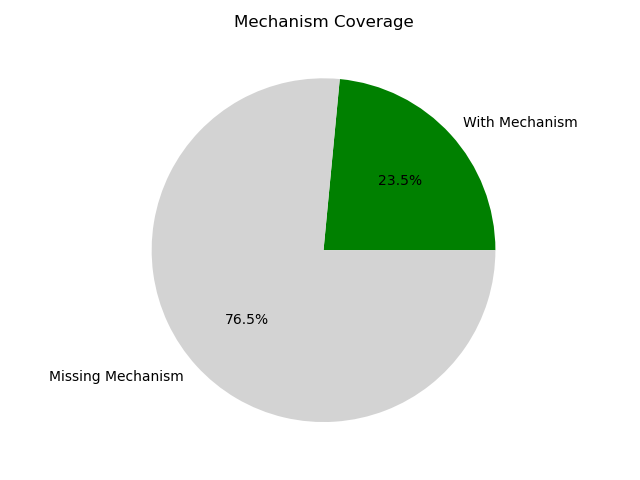 Mechanism Coverage
With Mechanism
23.5%
76.5%
Missing Mechanism